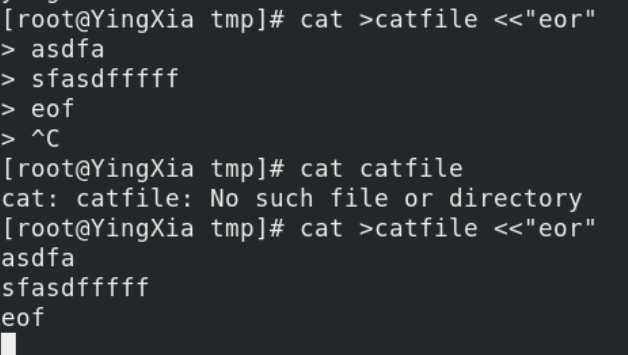 [root@YingXia tmp]# cat >catfile <<"eor"
> asdfa
> sfasdfffff
> eof
> ^C
[root@YingXia tmp]# cat catfile
cat: catfile: No such file or directory
[root@YingXia tmp]# cat >catfile <<"eor"
asdfa
sfasdfffff
eof